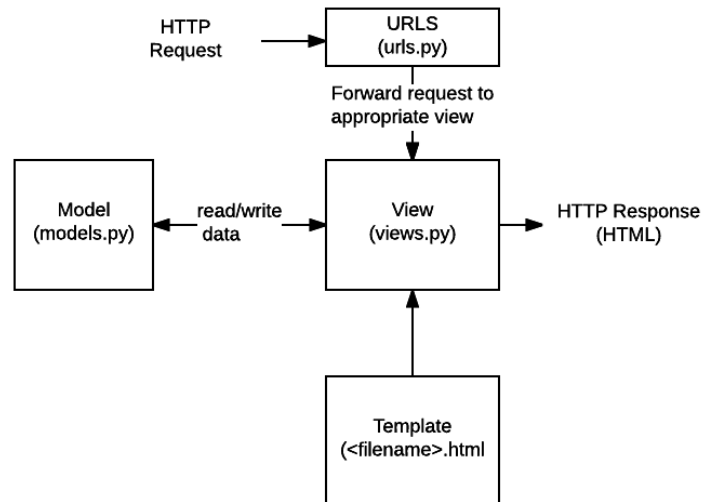 HTTP
Request
URLS
(urls.py)
Forward request to
appropriate view
Model
(models.py)
read/write
data
View
(views.py)
HTTP Response
(HTML)
Template
(<filename>.html